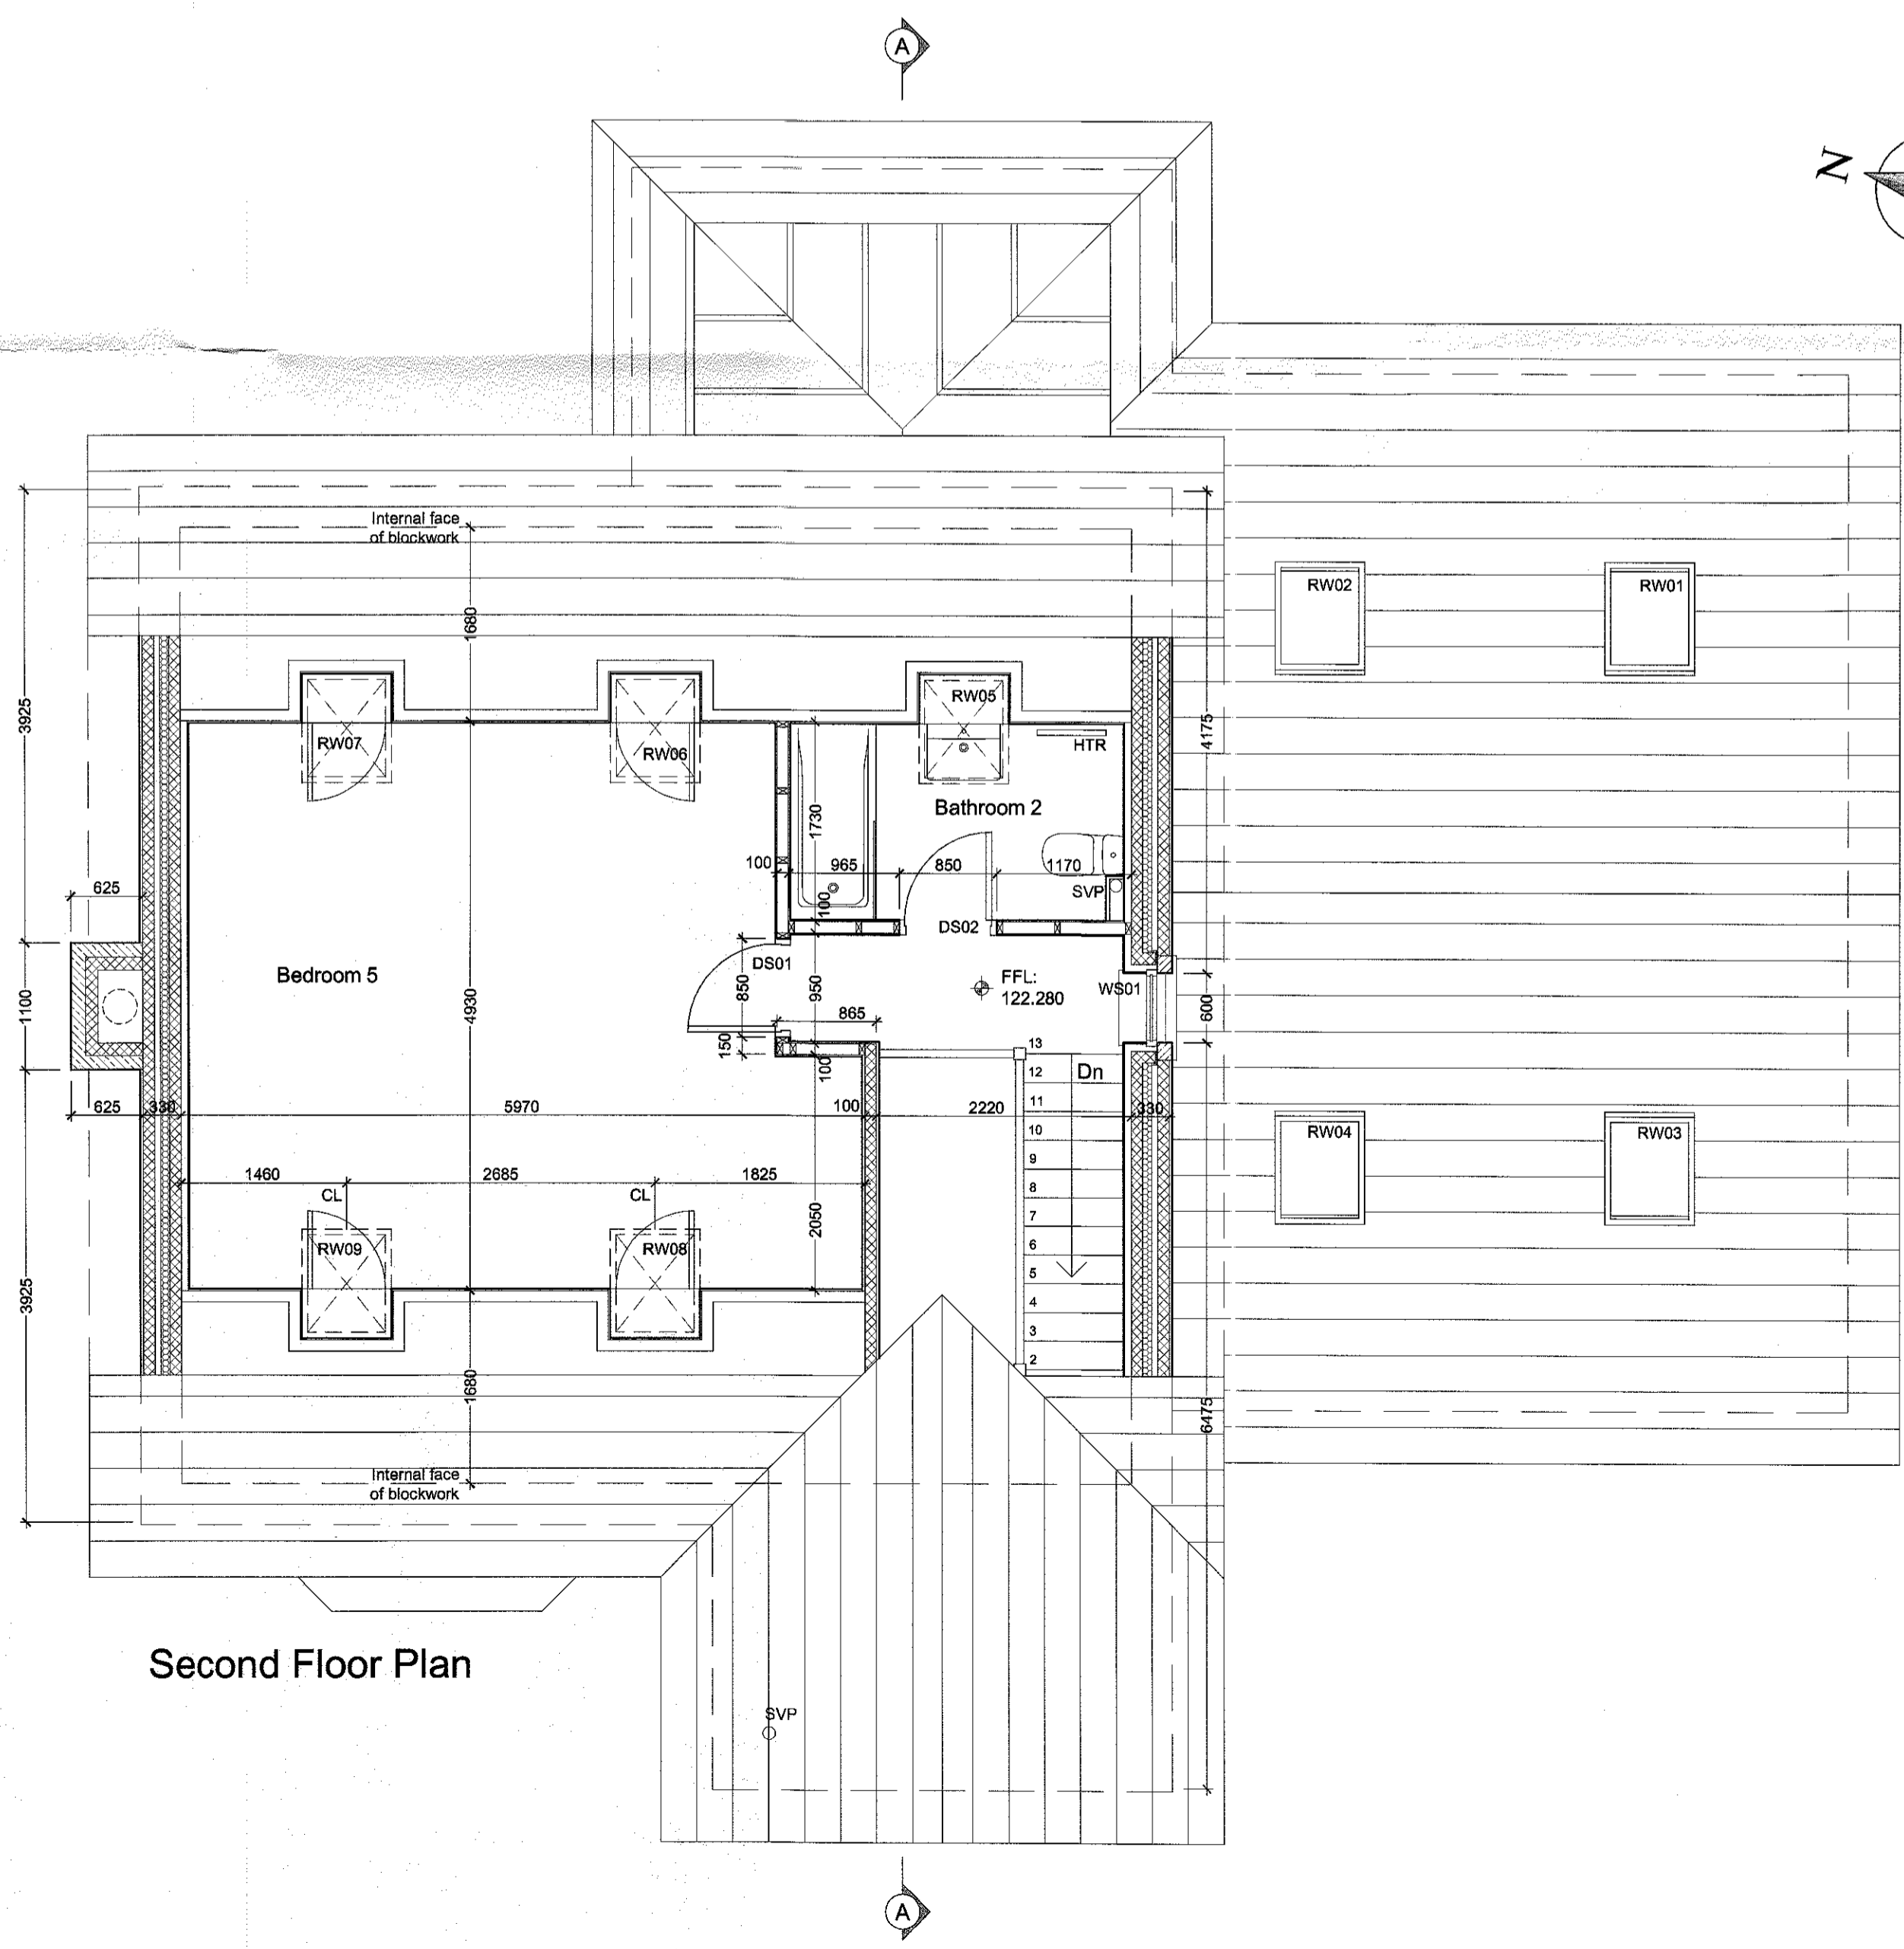 A
N
Internal face
of blockwork
1680
3925
4175
RW02
RW01
RW07
RW06
RW05
HTR
Bathroom 2
1730
100
965
850
1170
100
SVP
625
DS02
DS01
Bedroom 5
FFL:
122.280
WS01
850
950
4930
1100
600
865
150
100
13
12
Dn
11
10
9
8
7
6
5
4
3
2
625
330
5970
100
2220
330
RW04
RW03
1460
2685
1825
CL
CL
2050
RW09
RW08
3925
1680
6475
Internal face
of blockwork
Second Floor Plan
SVP
A